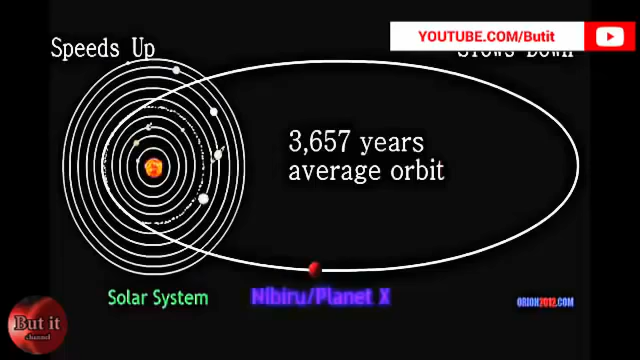 YOUTUBE.com/Butit
Speeds Up
Slows Down
3,657 years
average orbit
Solar System
Nibiru/Planet X
ORION2012.COM
But it
channel